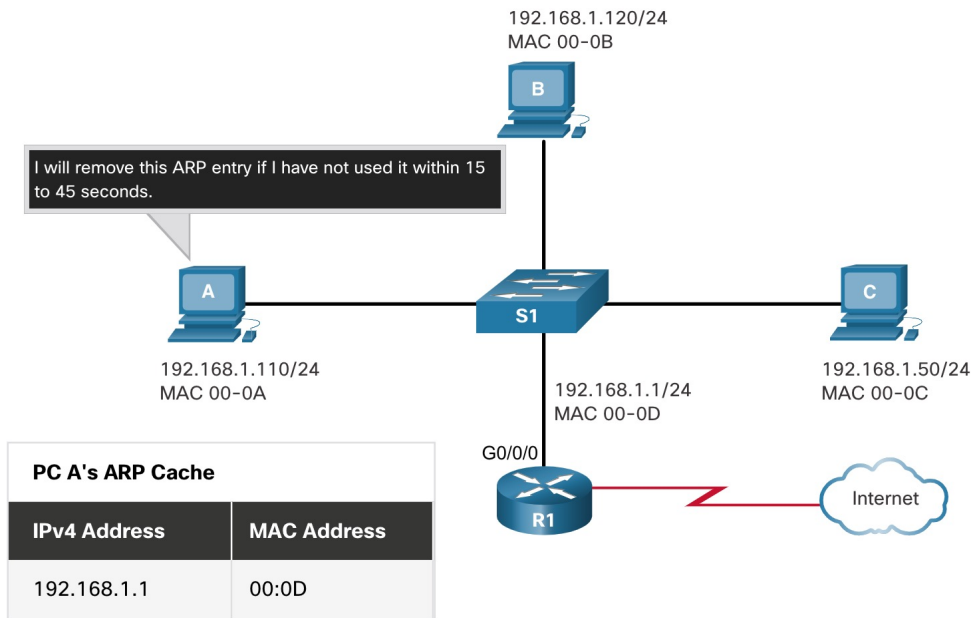 192.168.1.120/24
MAC 00-0B
B
I will remove this ARP entry if I have not used it within 15
to 45 seconds.
A
S1
C
192.168.1.110/24
MAC 00-0A
192.168.1.50/24
MAC 00-0C
192.168.1.1/24
MAC 00-0D
G0/0/0
R1
Internet
PC A's ARP Cache
IPv4 Address MAC Address
192.168.1.1 00:0D